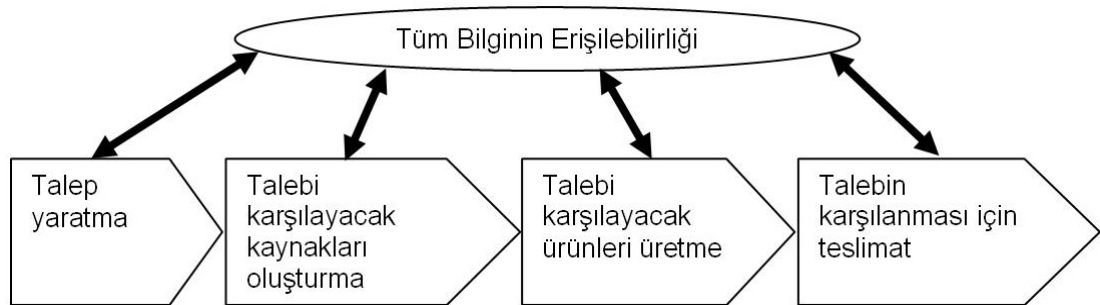 Tüm Bilginin Erişilebilirliği
Talep
yaratma
Talebi
karşılayacak
kaynakları
oluşturma
Talebi
karşılayacak
ürünleri üretme
Talebin
karşılanması için
teslimat